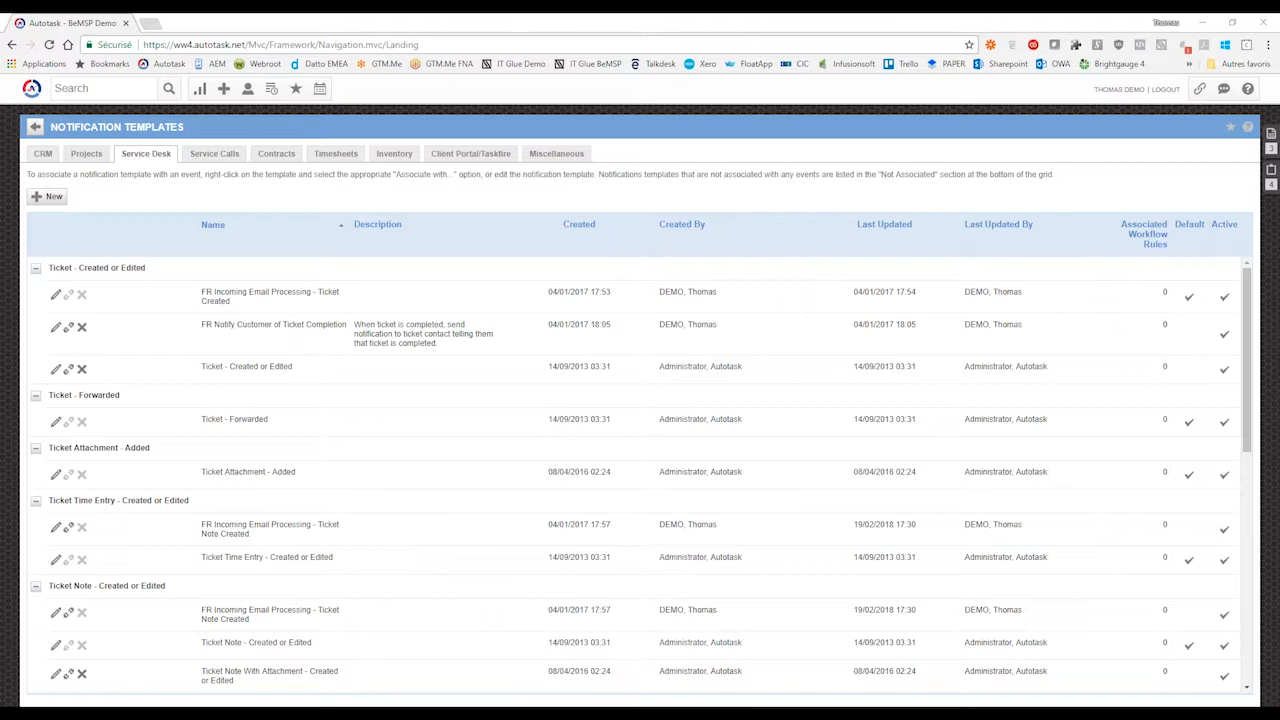 Autotask - BeMSP Demo
Thomas
Sécurisé
https://ww4.autotask.net/Mvc/Framework/Navigation.mvc/Landing
Applications
Bookmarks
Autotask
AEM
Webroot
Datto EMEA
GTM.Me
GTM.Me FNA
IT Glue Demo
IT Glue BeMSP
Talkdesk
Xero
FloatApp
CIC
Infusionsoft
Trello
PAPER
Sharepoint
OWA
Brightgauge 4
Autres favoris
Search
THOMAS DEMO | LOGOUT
NOTIFICATION TEMPLATES
CRM
Projects
Service Desk
Service Calls
Contracts
Timesheets
Inventory
Client Portal/Taskfire
Miscellaneous
3
4
To associate a notification template with an event, right-click on the template and select the appropriate "Associate with..." option, or edit the notification template. Notifications templates that are not associated with any events are listed in the "Not Associated" section at the bottom of the grid.
New
Name
Description
Created
Created By
Last Updated
Last Updated By
Associated
Workflow
Rules
Default
Active
Ticket - Created or Edited
FR Incoming Email Processing - Ticket
Created
04/01/2017 17:53
DEMO, Thomas
04/01/2017 17:54
DEMO, Thomas
0
FR Notify Customer of Ticket Completion
When ticket is completed, send
notification to ticket contact telling them
that ticket is completed.
04/01/2017 18:05
DEMO, Thomas
04/01/2017 18:05
DEMO, Thomas
0
Ticket - Created or Edited
14/09/2013 03:31
Administrator, Autotask
14/09/2013 03:31
Administrator, Autotask
0
Ticket - Forwarded
Ticket - Forwarded
14/09/2013 03:31
Administrator, Autotask
14/09/2013 03:31
Administrator, Autotask
0
Ticket Attachment - Added
Ticket Attachment - Added
08/04/2016 02:24
Administrator, Autotask
08/04/2016 02:24
Administrator, Autotask
0
Ticket Time Entry - Created or Edited
FR Incoming Email Processing - Ticket
Note Created
04/01/2017 17:57
DEMO, Thomas
19/02/2018 17:30
DEMO, Thomas
0
Ticket Time Entry - Created or Edited
14/09/2013 03:31
Administrator, Autotask
14/09/2013 03:31
Administrator, Autotask
0
Ticket Note - Created or Edited
FR Incoming Email Processing - Ticket
Note Created
04/01/2017 17:57
DEMO, Thomas
19/02/2018 17:30
DEMO, Thomas
0
Ticket Note - Created or Edited
14/09/2013 03:31
Administrator, Autotask
14/09/2013 03:31
Administrator, Autotask
0
Ticket Note With Attachment - Created
or Edited
08/04/2016 02:24
Administrator, Autotask
08/04/2016 02:24
Administrator, Autotask
0